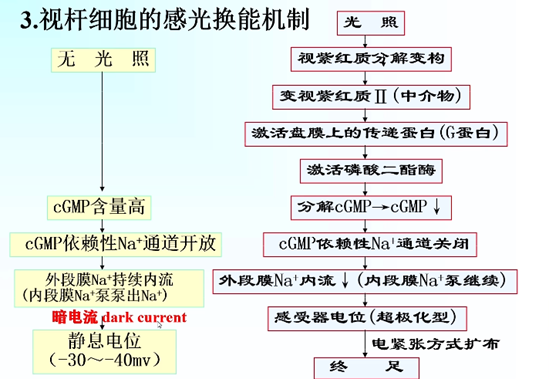 3.视杆细胞的感光换能机制
无 光 照
cGMP含量高
cGMP依赖性Na⁺通道开放
外段膜Na⁺持续内流
(内段膜Na⁺泵泵出Na⁺)
暗电流 dark current
静息电位
(-30～-40mv)
光 照
视紫红质分解变构
变视紫红质Ⅱ(中介物)
激活盘膜上的传递蛋白(G蛋白)
激活磷酸二酯酶
分解cGMP→cGMP↓
cGMP依赖性Na⁺通道关闭
外段膜Na⁺内流↓(内段膜Na⁺泵继续)
感受器电位(超极化型)
电紧张方式扩布
终 足